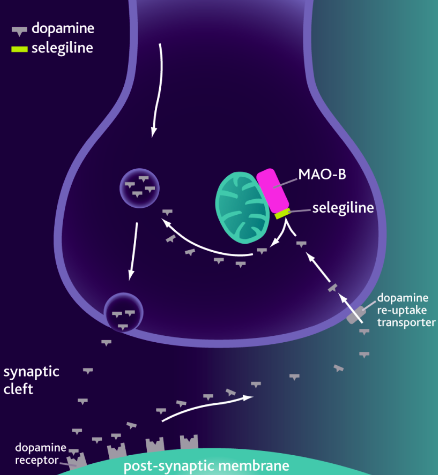 dopamine
selegiline
MAO-B
selegiline
dopamine
re-uptake
transporter
synaptic
cleft
dopamine
receptor
post-synaptic membrane